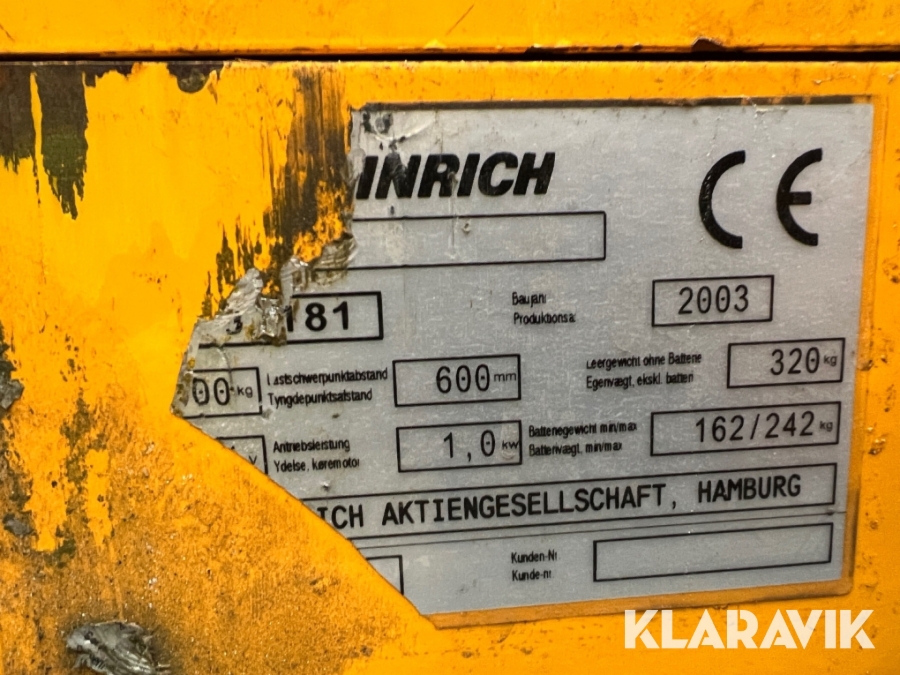 INRICH
CE
181
Baujahr 2003
Produktionsår
00 kg Lastschwerpunktabstand 600 mm Leergewicht ohne Batterie 320 kg
Tyngdepunktsafstand Egenvægt, ekskl. batteri
V Antriebsleistung 1,0 kw Batteriegewicht min/max 162/242 kg
Ydelse, køremotor Batterivægt, min/max
ICH AKTIENGESELLSCHAFT, HAMBURG
Kunden-Nr.
Kunde-nr.
KLARAVIK